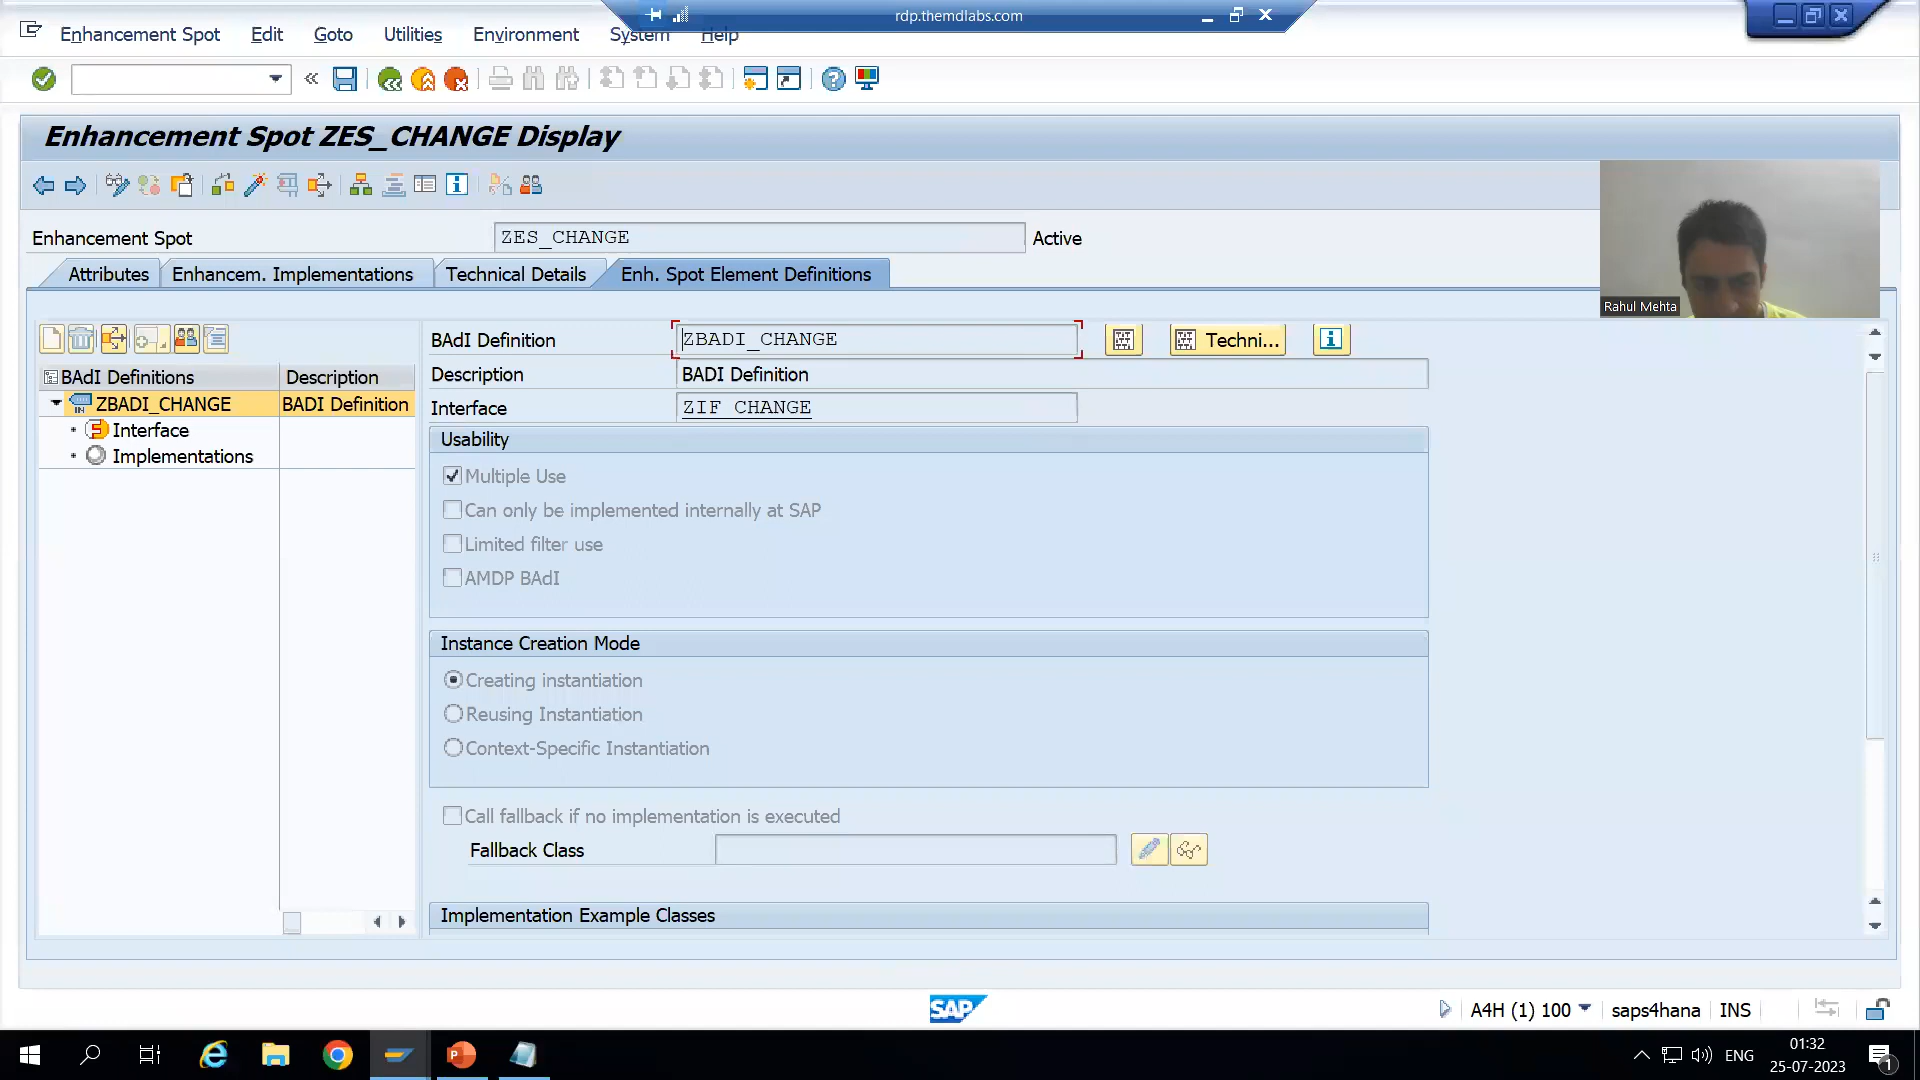 rdp.themdlabs.com
Enhancement Spot Edit Goto Utilities Environment System Help
Enhancement Spot ZES_CHANGE Display
Rahul Mehta
Enhancement Spot ZES_CHANGE Active
Attributes Enhancem. Implementations Technical Details Enh. Spot Element Definitions
BAdI Definitions Description
ZBADI_CHANGE BADI Definition
IN
Interface
Implementations
BAdI Definition ZBADI_CHANGE Techni...
Description BADI Definition
Interface ZIF_CHANGE
Usability
Multiple Use
Can only be implemented internally at SAP
Limited filter use
AMDP BAdI
Instance Creation Mode
Creating instantiation
Reusing Instantiation
Context-Specific Instantiation
Call fallback if no implementation is executed
Fallback Class
Implementation Example Classes
SAP
A4H (1) 100 saps4hana INS
ENG
01:32
25-07-2023
1